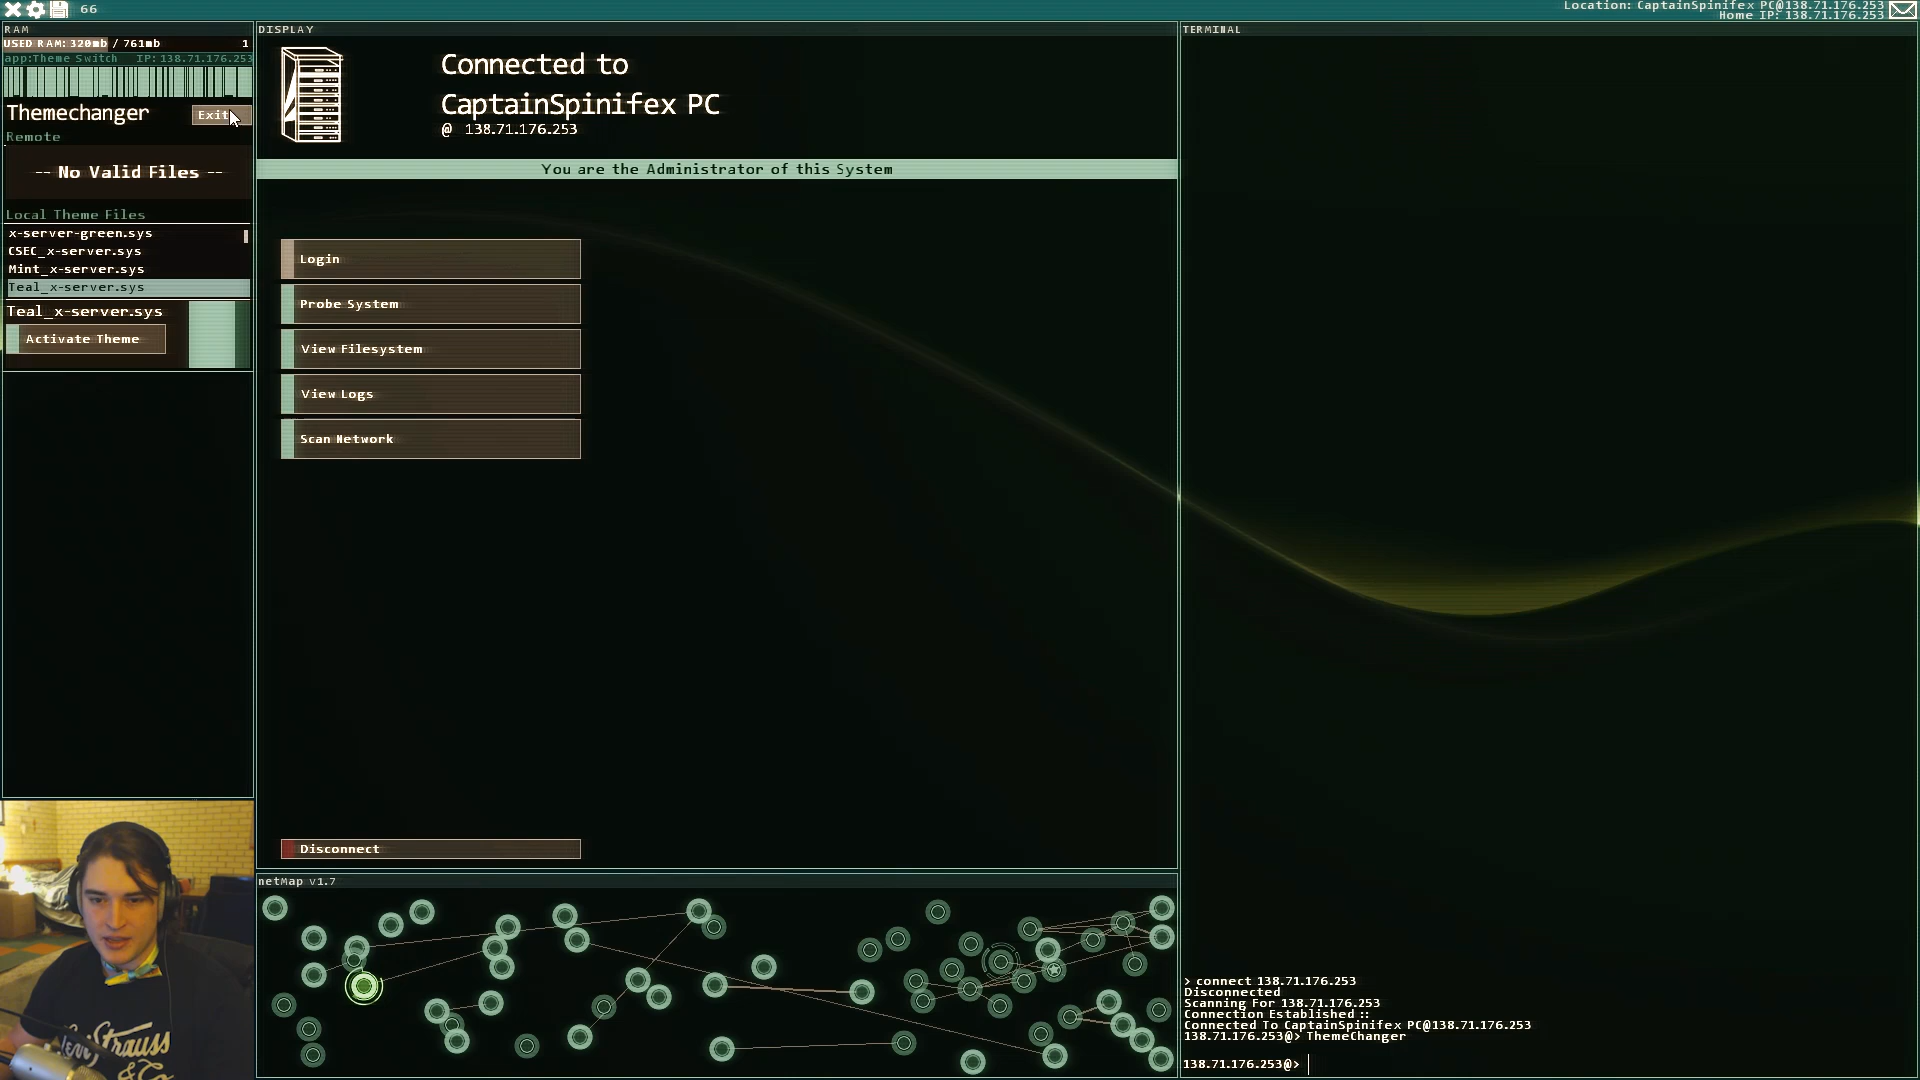 66
Location: CaptainSpinifex PC@138.71.176.253
Home IP: 138.71.176.253
RAM
USED RAM: 320mb / 761mb 1
app:Theme Switch IP: 138.71.176.253
Themechanger
Exit
Remote
-- No Valid Files --
Local Theme Files
x-server-green.sys
CSEC_x-server.sys
Mint_x-server.sys
Teal_x-server.sys
Teal_x-server.sys
Activate Theme
DISPLAY
Connected to
CaptainSpinifex PC
@ 138.71.176.253
You are the Administrator of this System
Login
Probe System
View Filesystem
View Logs
Scan Network
Disconnect
netMap v1.7
TERMINAL
> connect 138.71.176.253
Disconnected
Scanning For 138.71.176.253
Connection Established ::
Connected To CaptainSpinifex PC@138.71.176.253
138.71.176.253@> ThemeChanger
138.71.176.253@>
Strauss
& Co